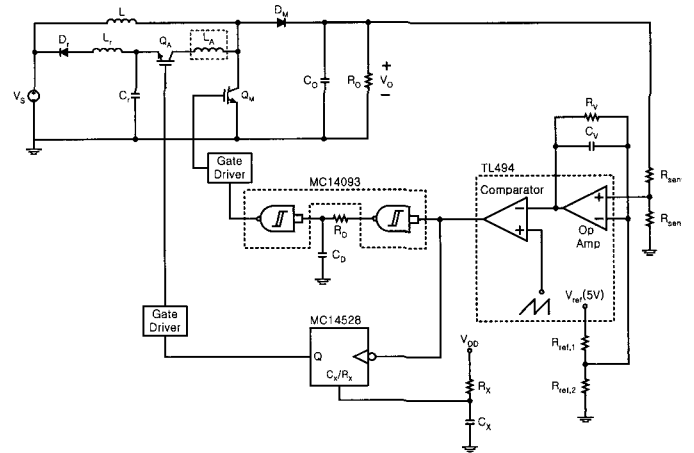 L
D_M
D_r
L_r
Q_A
L_A
V_S
C_r
Q_M
C_O
R_O
+
V_O
−
R_V
C_V
TL494
Gate
Driver
MC14093
Comparator
R_D
C_D
−
+
+
−
Op
Amp
R_sen
R_sen
V_ref(5V)
Gate
Driver
MC14528
Q
C_X/R_X
V_DD
R_X
C_X
R_ref,1
R_ref,2